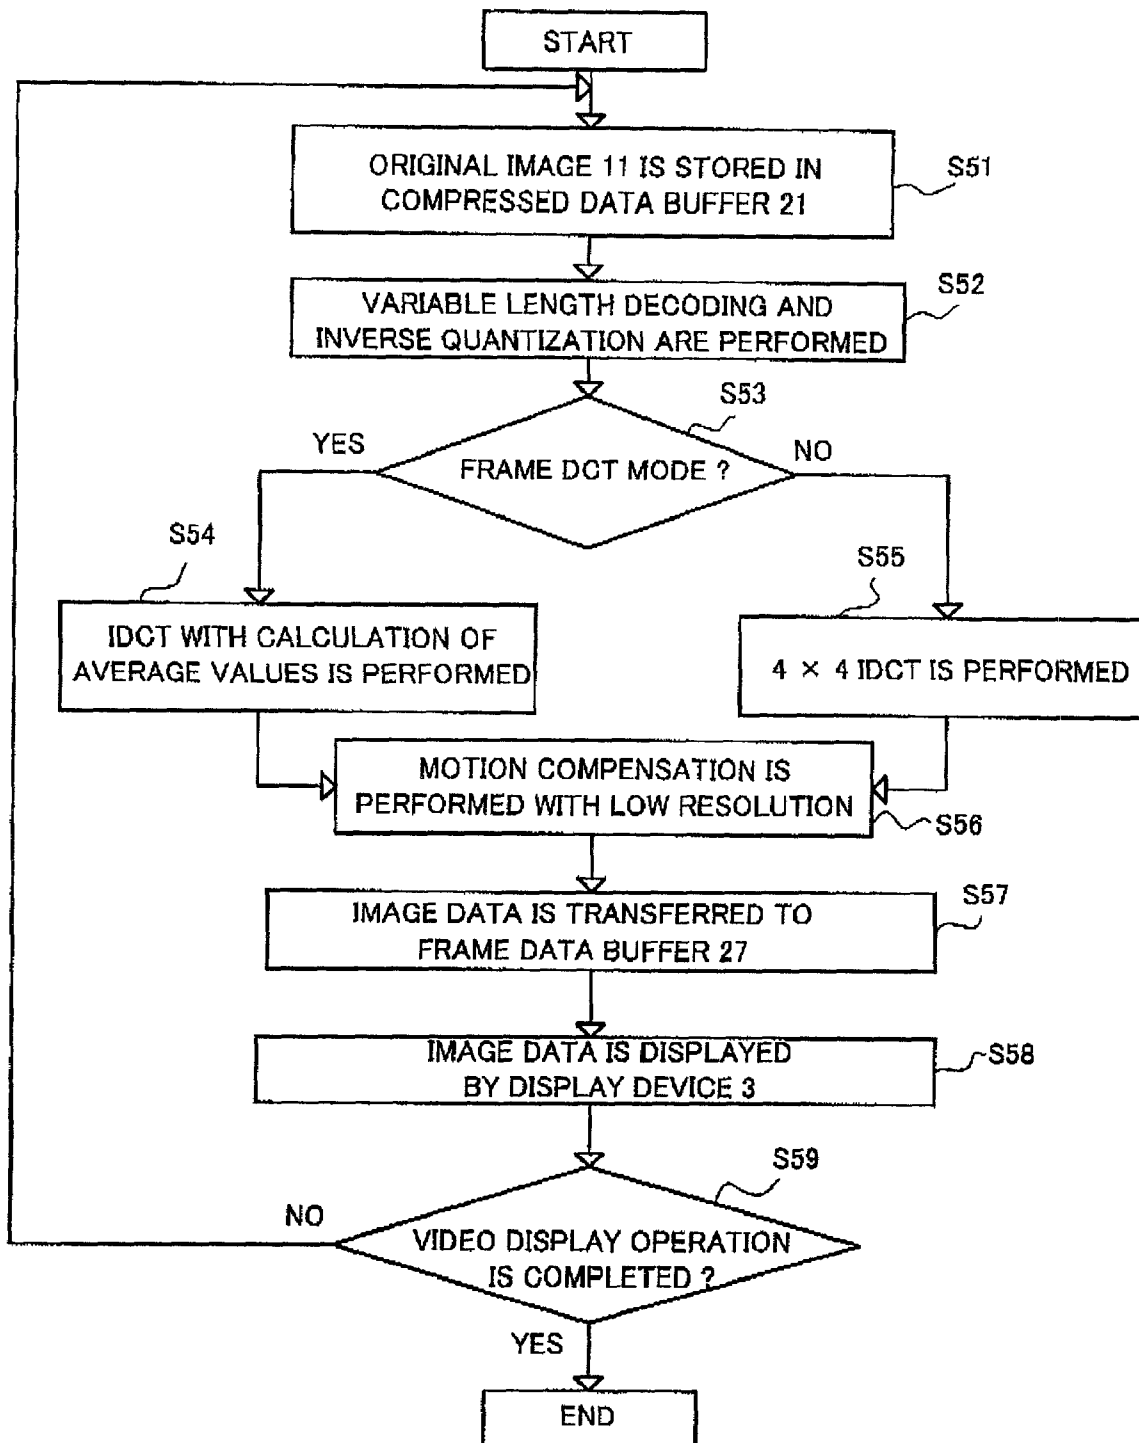 START
ORIGINAL IMAGE 11 IS STORED IN
COMPRESSED DATA BUFFER 21
S51
VARIABLE LENGTH DECODING AND
INVERSE QUANTIZATION ARE PERFORMED
S52
S53
YES
FRAME DCT MODE ?
NO
S54
IDCT WITH CALCULATION OF
AVERAGE VALUES IS PERFORMED
S55
4 × 4 IDCT IS PERFORMED
MOTION COMPENSATION IS
PERFORMED WITH LOW RESOLUTION
S56
IMAGE DATA IS TRANSFERRED TO
FRAME DATA BUFFER 27
S57
IMAGE DATA IS DISPLAYED
BY DISPLAY DEVICE 3
S58
S59
NO
VIDEO DISPLAY OPERATION
IS COMPLETED ?
YES
END